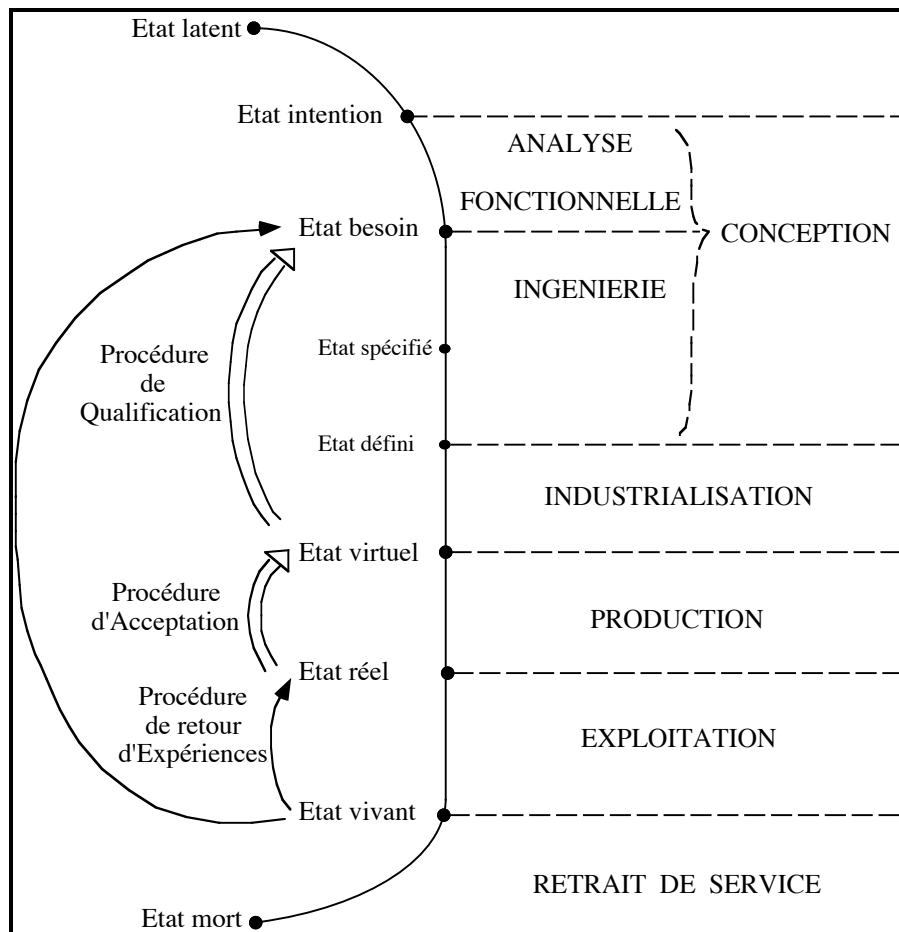 Etat latent
Etat intention
ANALYSE
FONCTIONNELLE
Etat besoin
CONCEPTION
INGENIERIE
Etat spécifié
Procédure
de
Qualification
Etat défini
INDUSTRIALISATION
Etat virtuel
Procédure
d'Acceptation
PRODUCTION
Etat réel
Procédure
de retour
d'Expériences
EXPLOITATION
Etat vivant
RETRAIT DE SERVICE
Etat mort